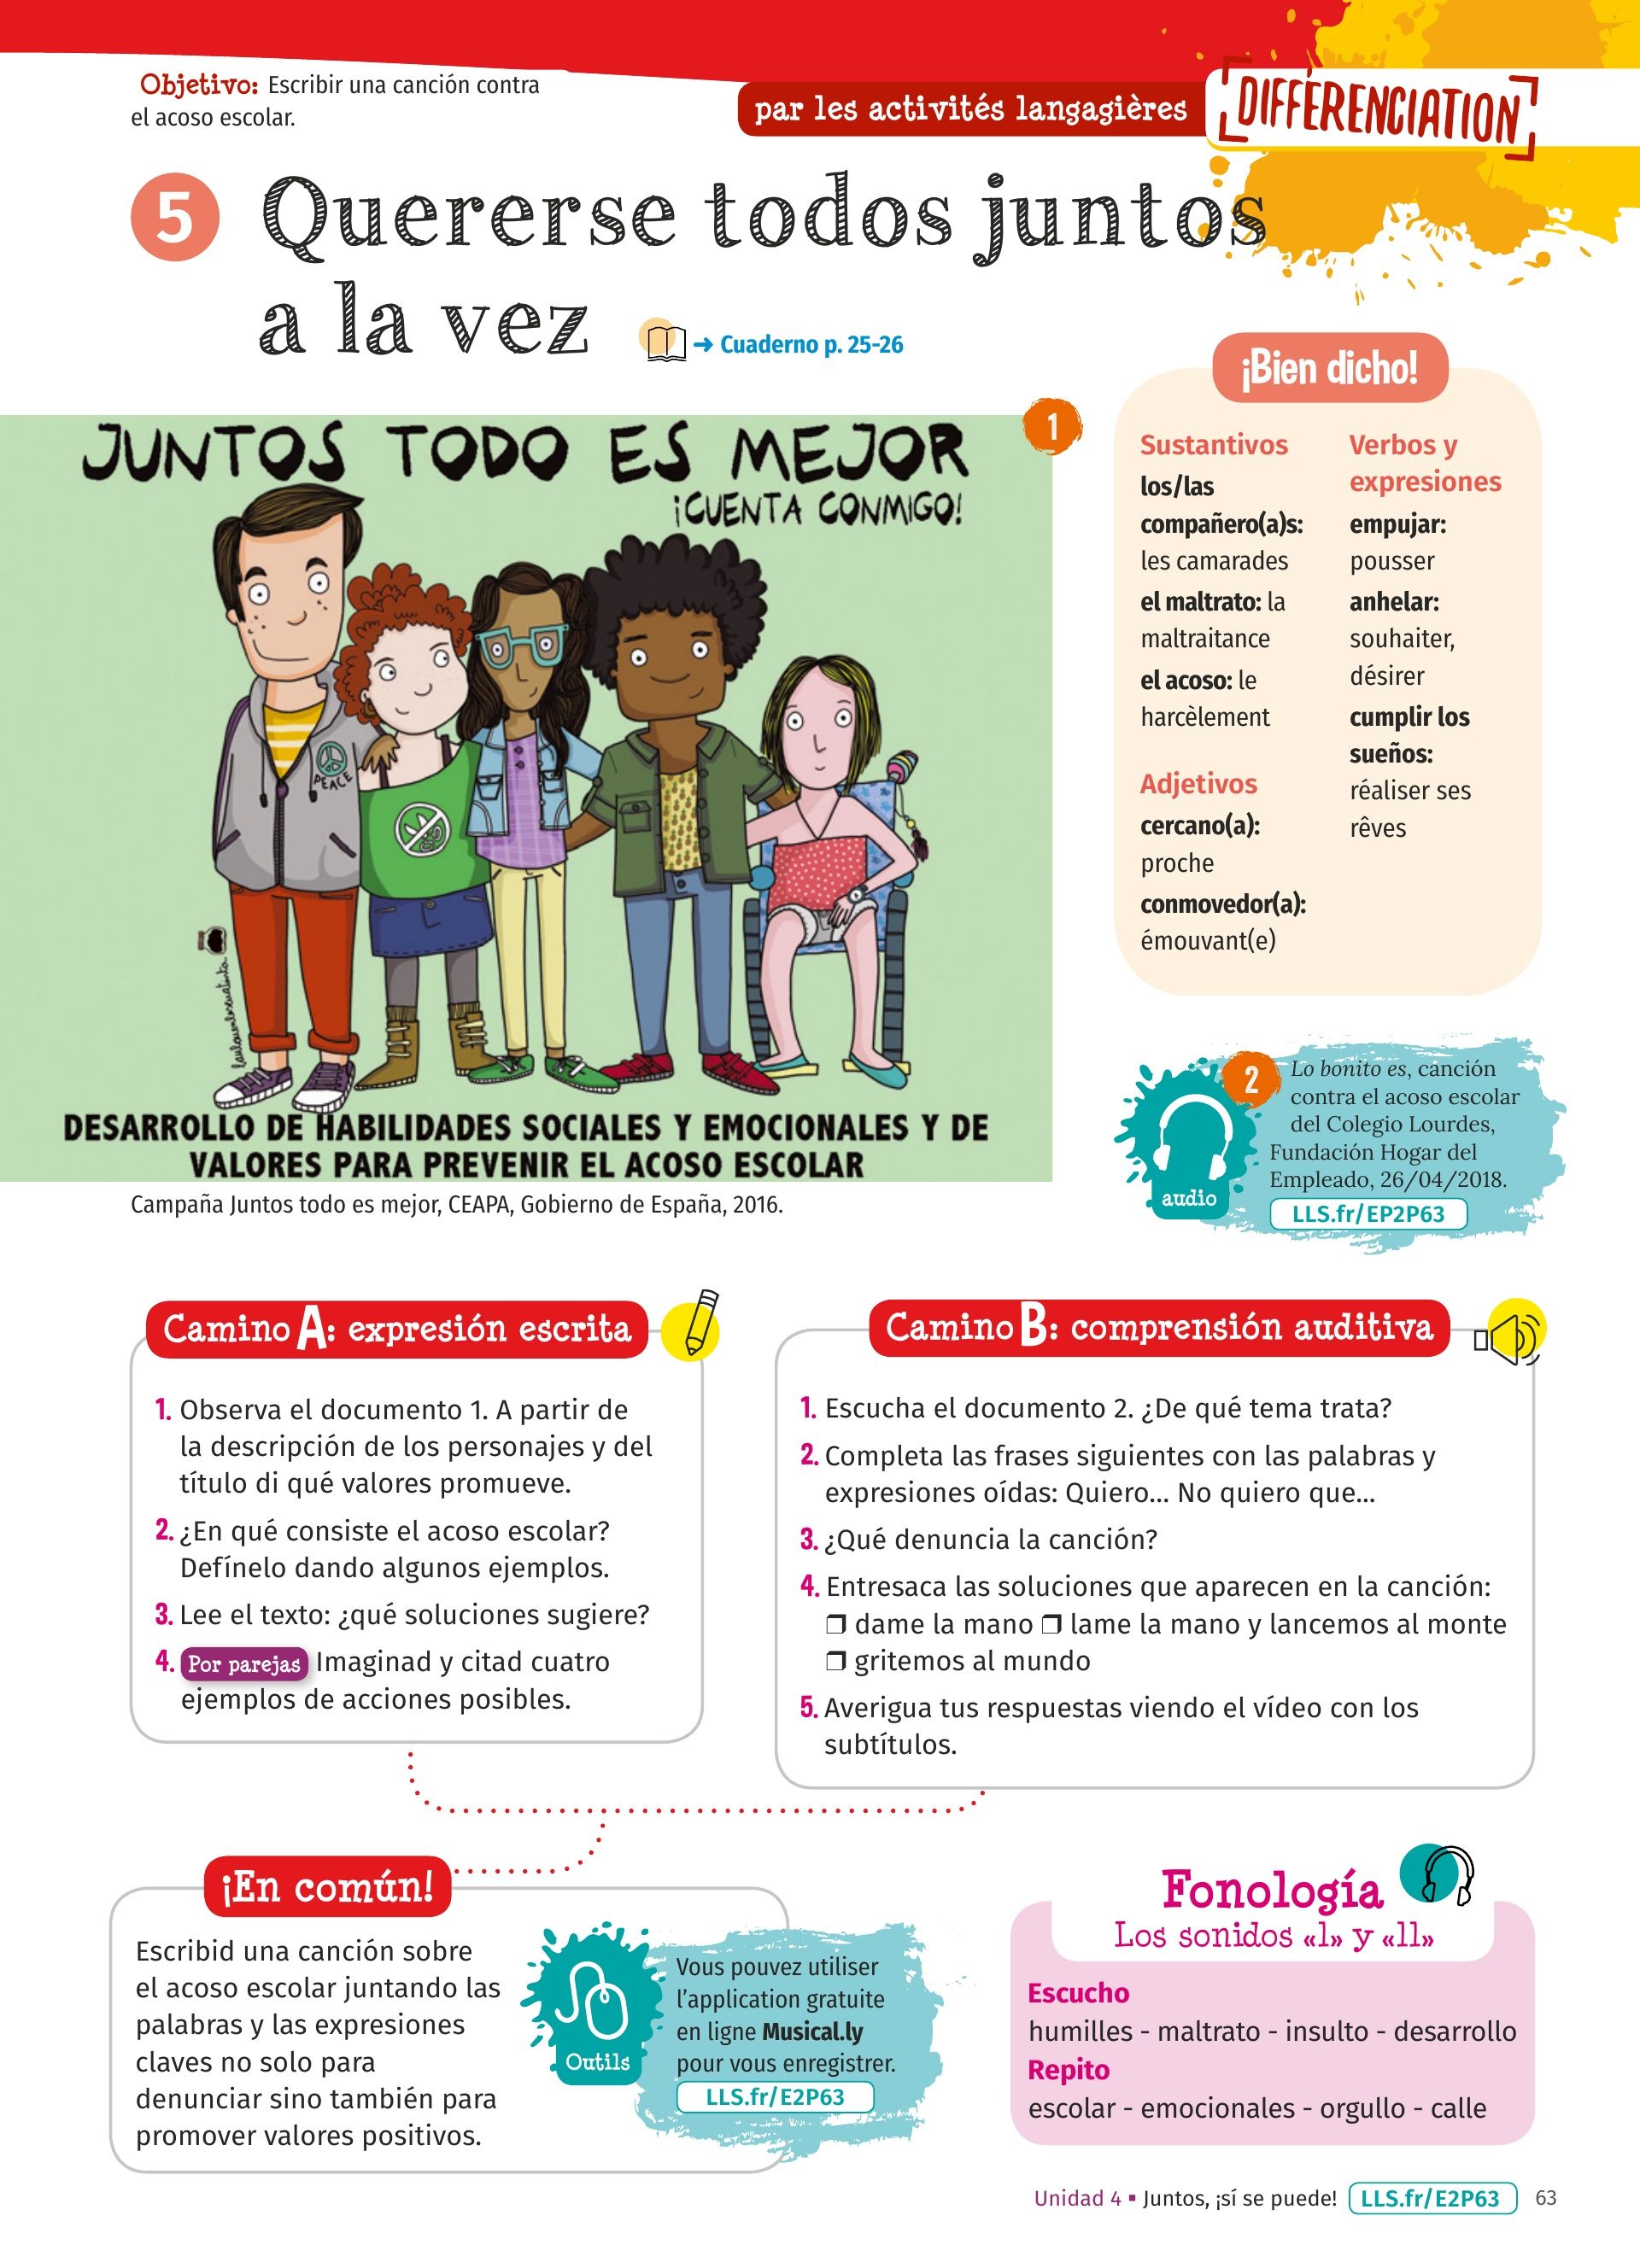 Objetivo: Escribir una canción contra
el acoso escolar.
par les activités langagières
DIFFÉRENCIATION
5
Quererse todos juntos
a la vez
➜ Cuaderno p. 25-26
JUNTOS TODO ES MEJOR
¡CUENTA CONMIGO!
1
PEACE
DESARROLLO DE HABILIDADES SOCIALES Y EMOCIONALES Y DE
VALORES PARA PREVENIR EL ACOSO ESCOLAR
Campaña Juntos todo es mejor, CEAPA, Gobierno de España, 2016.
¡Bien dicho!
Sustantivos
los/las
compañero(a)s:
les camarades
el maltrato: la
maltraitance
el acoso: le
harcèlement
Adjetivos
cercano(a):
proche
conmovedor(a):
émouvant(e)
Verbos y
expresiones
empujar:
pousser
anhelar:
souhaiter,
désirer
cumplir los
sueños:
réaliser ses
rêves
2
audio
Lo bonito es, canción
contra el acoso escolar
del Colegio Lourdes,
Fundación Hogar del
Empleado, 26/04/2018.
LLS.fr/EP2P63
Camino A: expresión escrita
1. Observa el documento 1. A partir de
la descripción de los personajes y del
título di qué valores promueve.
2. ¿En qué consiste el acoso escolar?
Defínelo dando algunos ejemplos.
3. Lee el texto: ¿qué soluciones sugiere?
4. Por parejas Imaginad y citad cuatro
ejemplos de acciones posibles.
Camino B: comprensión auditiva
1. Escucha el documento 2. ¿De qué tema trata?
2. Completa las frases siguientes con las palabras y
expresiones oídas: Quiero... No quiero que...
3. ¿Qué denuncia la canción?
4. Entresaca las soluciones que aparecen en la canción:
❒ dame la mano ❒ lame la mano y lancemos al monte
❒ gritemos al mundo
5. Averigua tus respuestas viendo el vídeo con los
subtítulos.
¡En común!
Escribid una canción sobre
el acoso escolar juntando las
palabras y las expresiones
claves no solo para
denunciar sino también para
promover valores positivos.
Outils
Vous pouvez utiliser
l'application gratuite
en ligne Musical.ly
pour vous enregistrer.
LLS.fr/E2P63
Fonología
Los sonidos «l» y «ll»
Escucho
humilles - maltrato - insulto - desarrollo
Repito
escolar - emocionales - orgullo - calle
Unidad 4 ▪ Juntos, ¡sí se puede! LLS.fr/E2P63 63